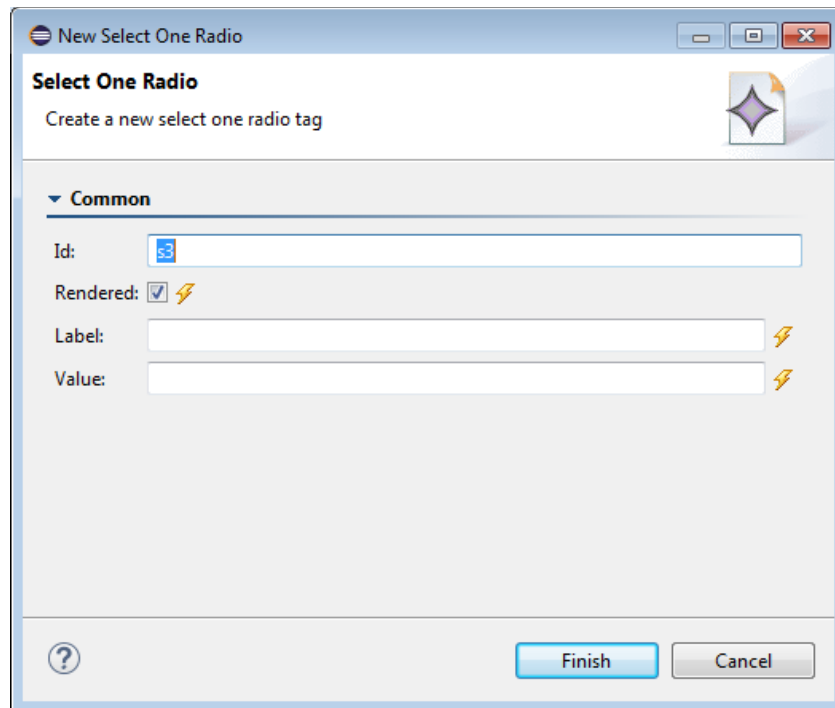 New Select One Radio
Select One Radio
Create a new select one radio tag
Common
Id: s3
Rendered:
Label:
Value:
?
Finish Cancel